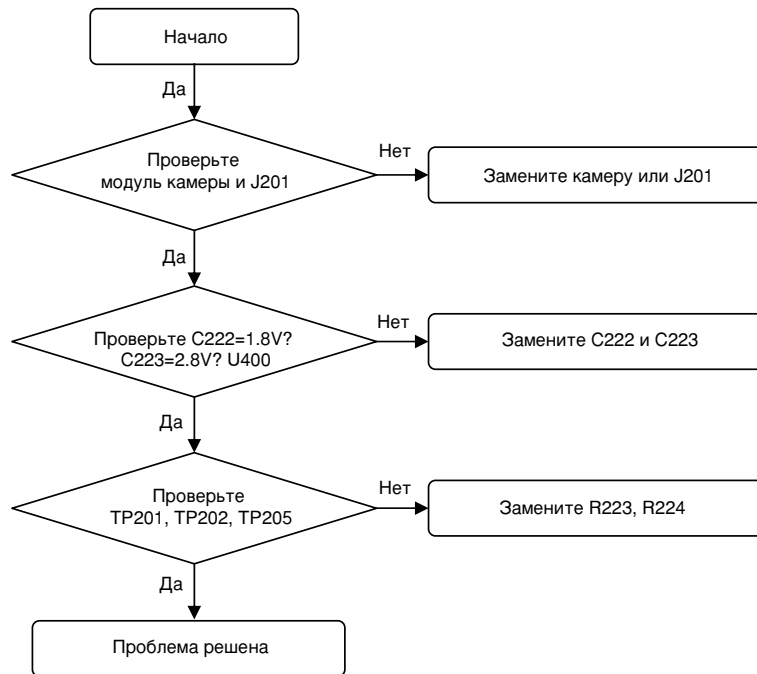 Начало
Да
Проверьте
модуль камеры и J201
Нет
Замените камеру или J201
Да
Проверьте C222=1.8V?
C223=2.8V? U400
Нет
Замените C222 и C223
Да
Проверьте
TP201, TP202, TP205
Нет
Замените R223, R224
Да
Проблема решена